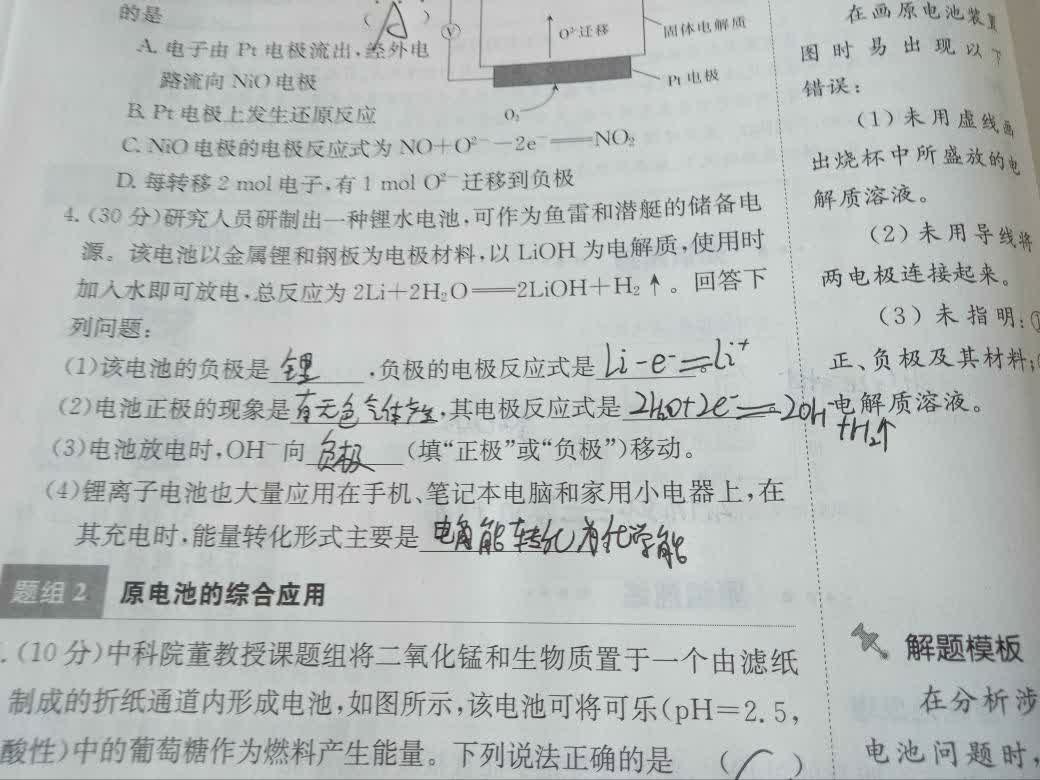 的是 ( A )
A. 电子由 Pt 电极流出,经外电
路流向 NiO 电极
B. Pt 电极上发生还原反应
C. NiO 电极的电极反应式为 NO+O²⁻-2e⁻══NO₂
D. 每转移 2 mol 电子,有 1 mol O²⁻ 迁移到负极
V
O²⁻迁移
固体电解质
Pt 电极
O₂
4. (30 分)研究人员研制出一种锂水电池,可作为鱼雷和潜艇的储备电
源。该电池以金属锂和钢板为电极材料,以 LiOH 为电解质,使用时
加入水即可放电,总反应为 2Li+2H₂O══2LiOH+H₂↑。回答下
列问题:
(1)该电池的负极是 锂 ,负极的电极反应式是 Li-e⁻══Li⁺ 。
(2)电池正极的现象是 有无色气体产生 ,其电极反应式是 2H₂O+2e⁻══2OH⁻
+H₂↑
(3)电池放电时,OH⁻向 负极 (填“正极”或“负极”)移动。
(4)锂离子电池也大量应用在手机、笔记本电脑和家用小电器上,在
其充电时,能量转化形式主要是 电能转化为化学能
题组 2 原电池的综合应用
. (10 分)中科院董教授课题组将二氧化锰和生物质置于一个由滤纸
制成的折纸通道内形成电池,如图所示,该电池可将可乐(pH=2.5,
酸性)中的葡萄糖作为燃料产生能量。下列说法正确的是 ( )
在画原电池装置
图时易出现以下
错误:
(1)未用虚线画
出烧杯中所盛放的电
解质溶液。
(2)未用导线将
两电极连接起来。
(3)未指明:①
正、负极及其材料;
电解质溶液。
解题模板
在分析涉
电池问题时,